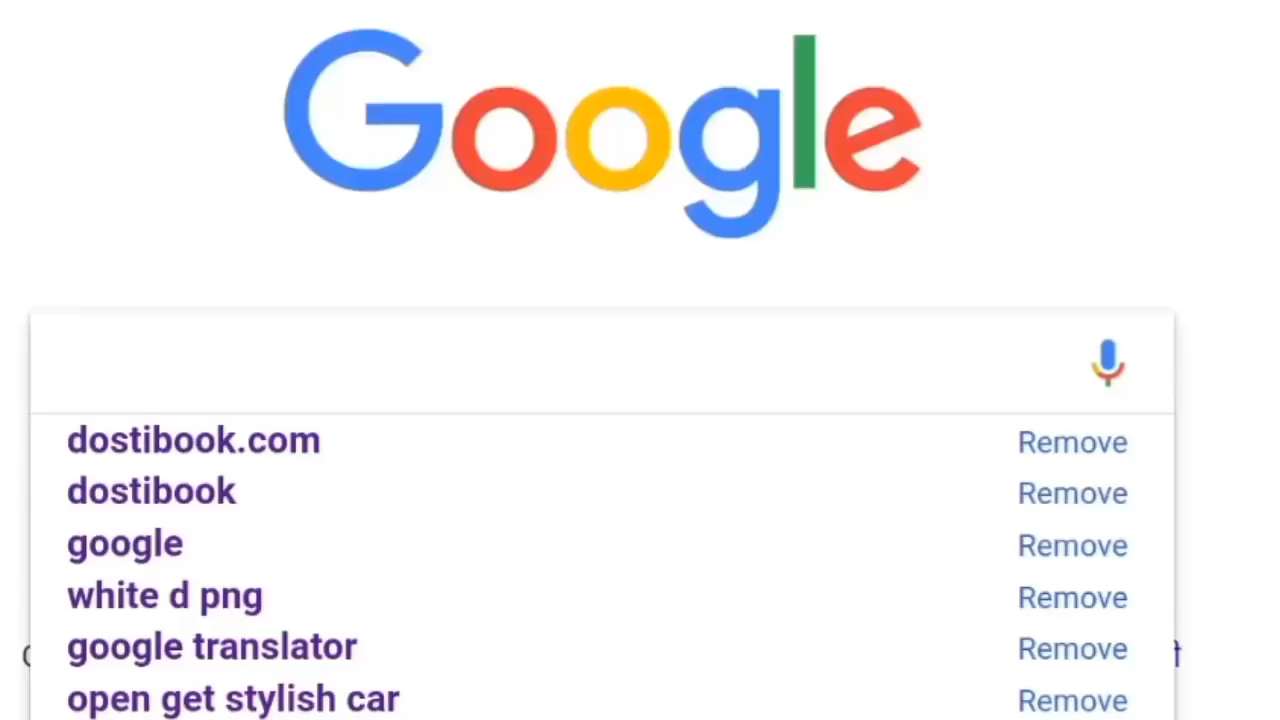 Google
dostibook.com Remove
dostibook Remove
google Remove
white d png Remove
google translator Remove
open get stylish car Remove